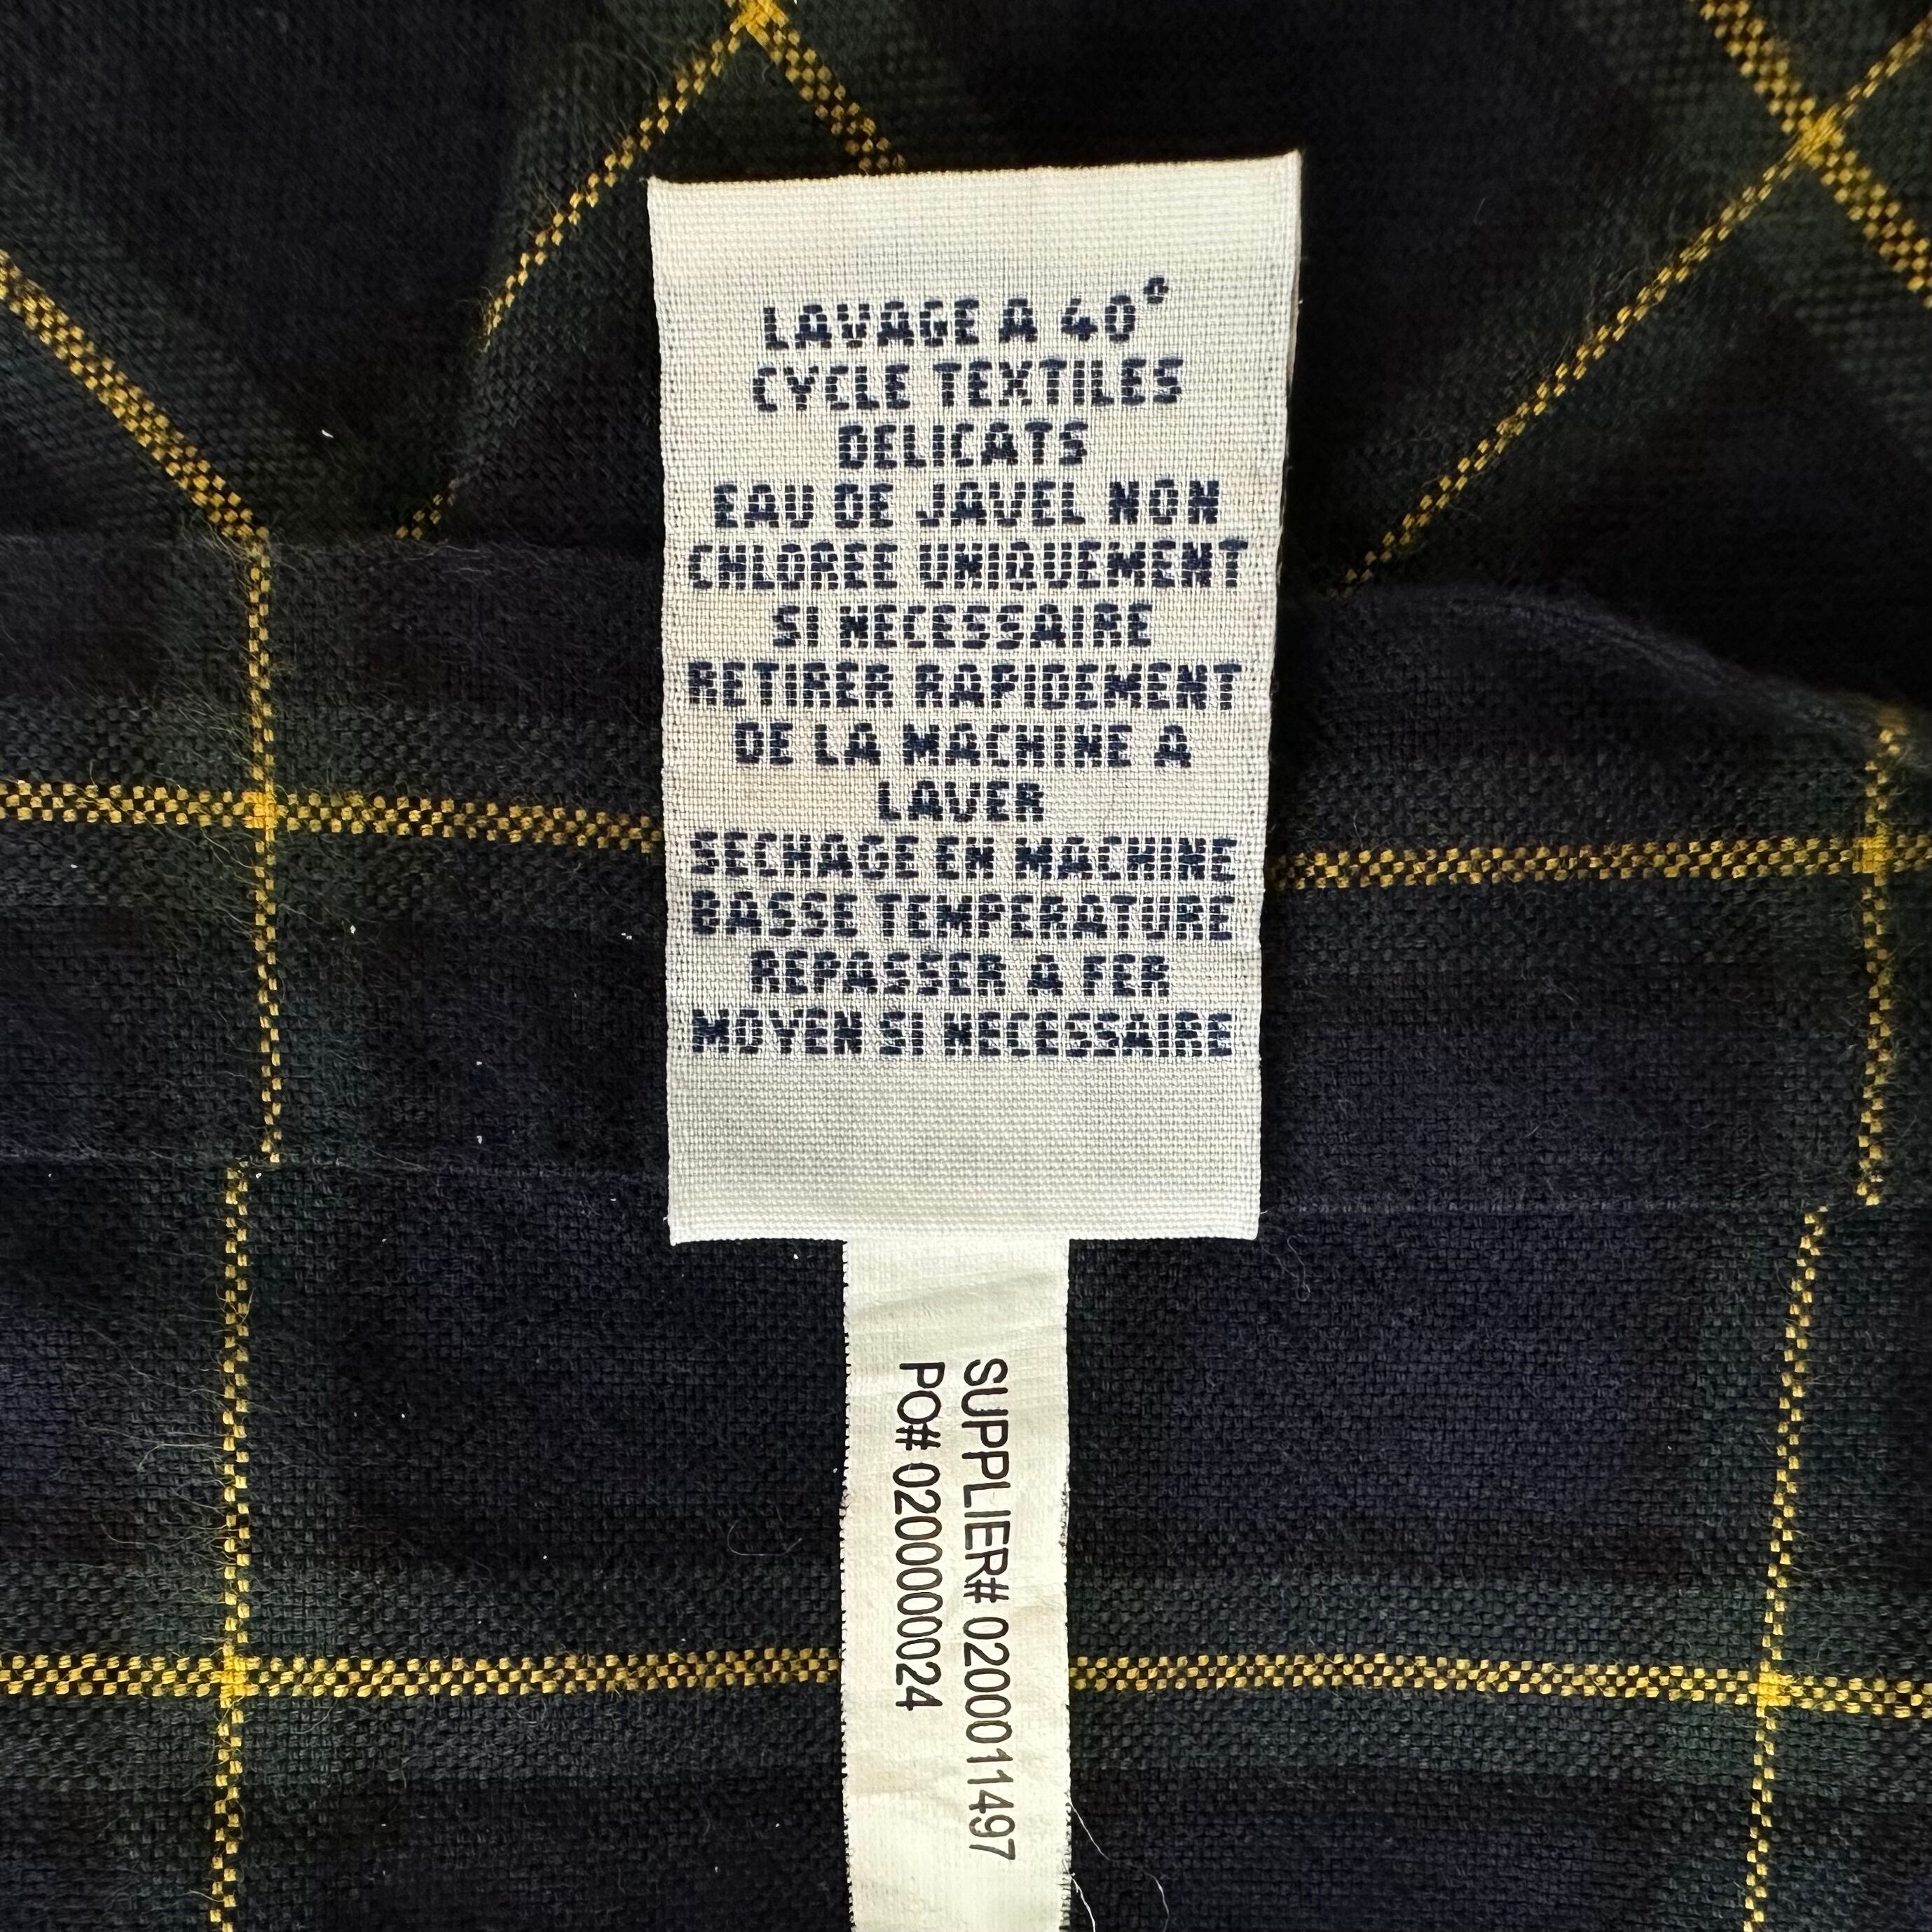 LAVAGE A 40°
CYCLE TEXTILES
DELICATS
EAU DE JAVEL NON
CHLOREE UNIQUEMENT
SI NECESSAIRE
RETIRER RAPIDEMENT
DE LA MACHINE A
LAVER
SECHAGE EN MACHINE
BASSE TEMPERATURE
REPASSER A FER
MOYEN SI NECESSAIRE
SUPPLIER# 0200011497
PO# 0200000024